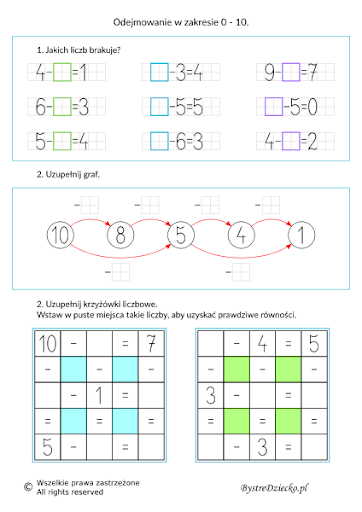 Odejmowanie w zakresie 0 - 10.
1. Jakich liczb brakuje?
4-□=1 □-3=4 9-□=7
6-□=3 □-5=5 □-5=0
5-□=4 □-6=3 4-□=2
2. Uzupełnij graf.
- - - -
10 8 5 4 1
- -
2. Uzupełnij krzyżówki liczbowe.
Wstaw w puste miejsca takie liczby, aby uzyskać prawdziwe równości.
10 - = 7 - 4 = 5
- - - - - -
- 1 = 3 - =
= = = = = =
5 - = - 3 =
© Wszelkie prawa zastrzeżone
All rights reserved
BystreDziecko.pl